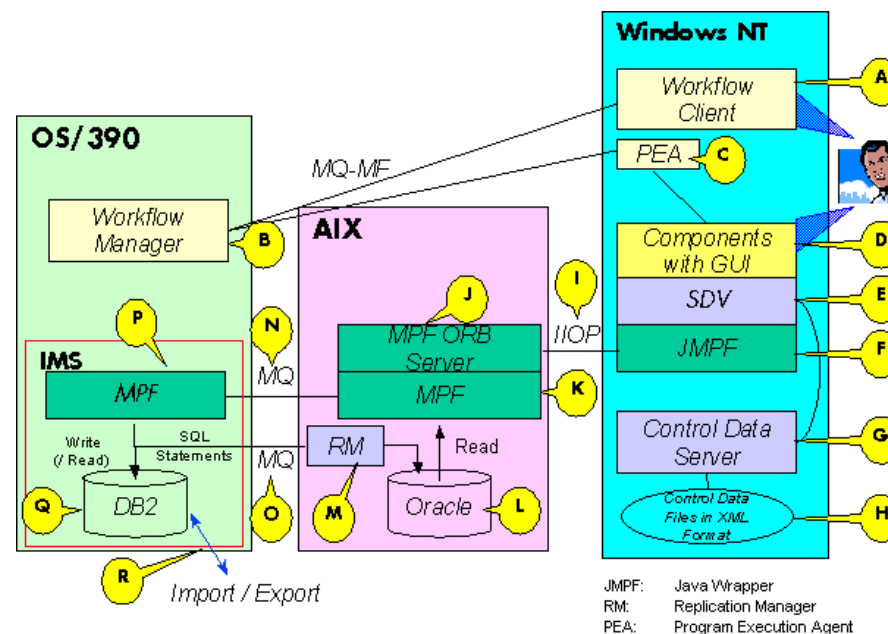 Windows NT
A
Workflow
Client
OS/390
MQ-MF
PEA
C
Workflow
Manager
B
AIX
Components
with GUI
D
I
J
SDV
E
P
N
IIOP
MPF ORB
Server
JMPF
F
IMS
MPF
MQ
MPF
K
Write
(/ Read)
SQL
Statements
MQ
RM
Read
Control Data
Server
G
Q
DB2
O
M
Oracle
L
Control Data
Files in XML
Format
H
R
Import / Export
JMPF: Java Wrapper
RM: Replication Manager
PEA: Program Execution Agent